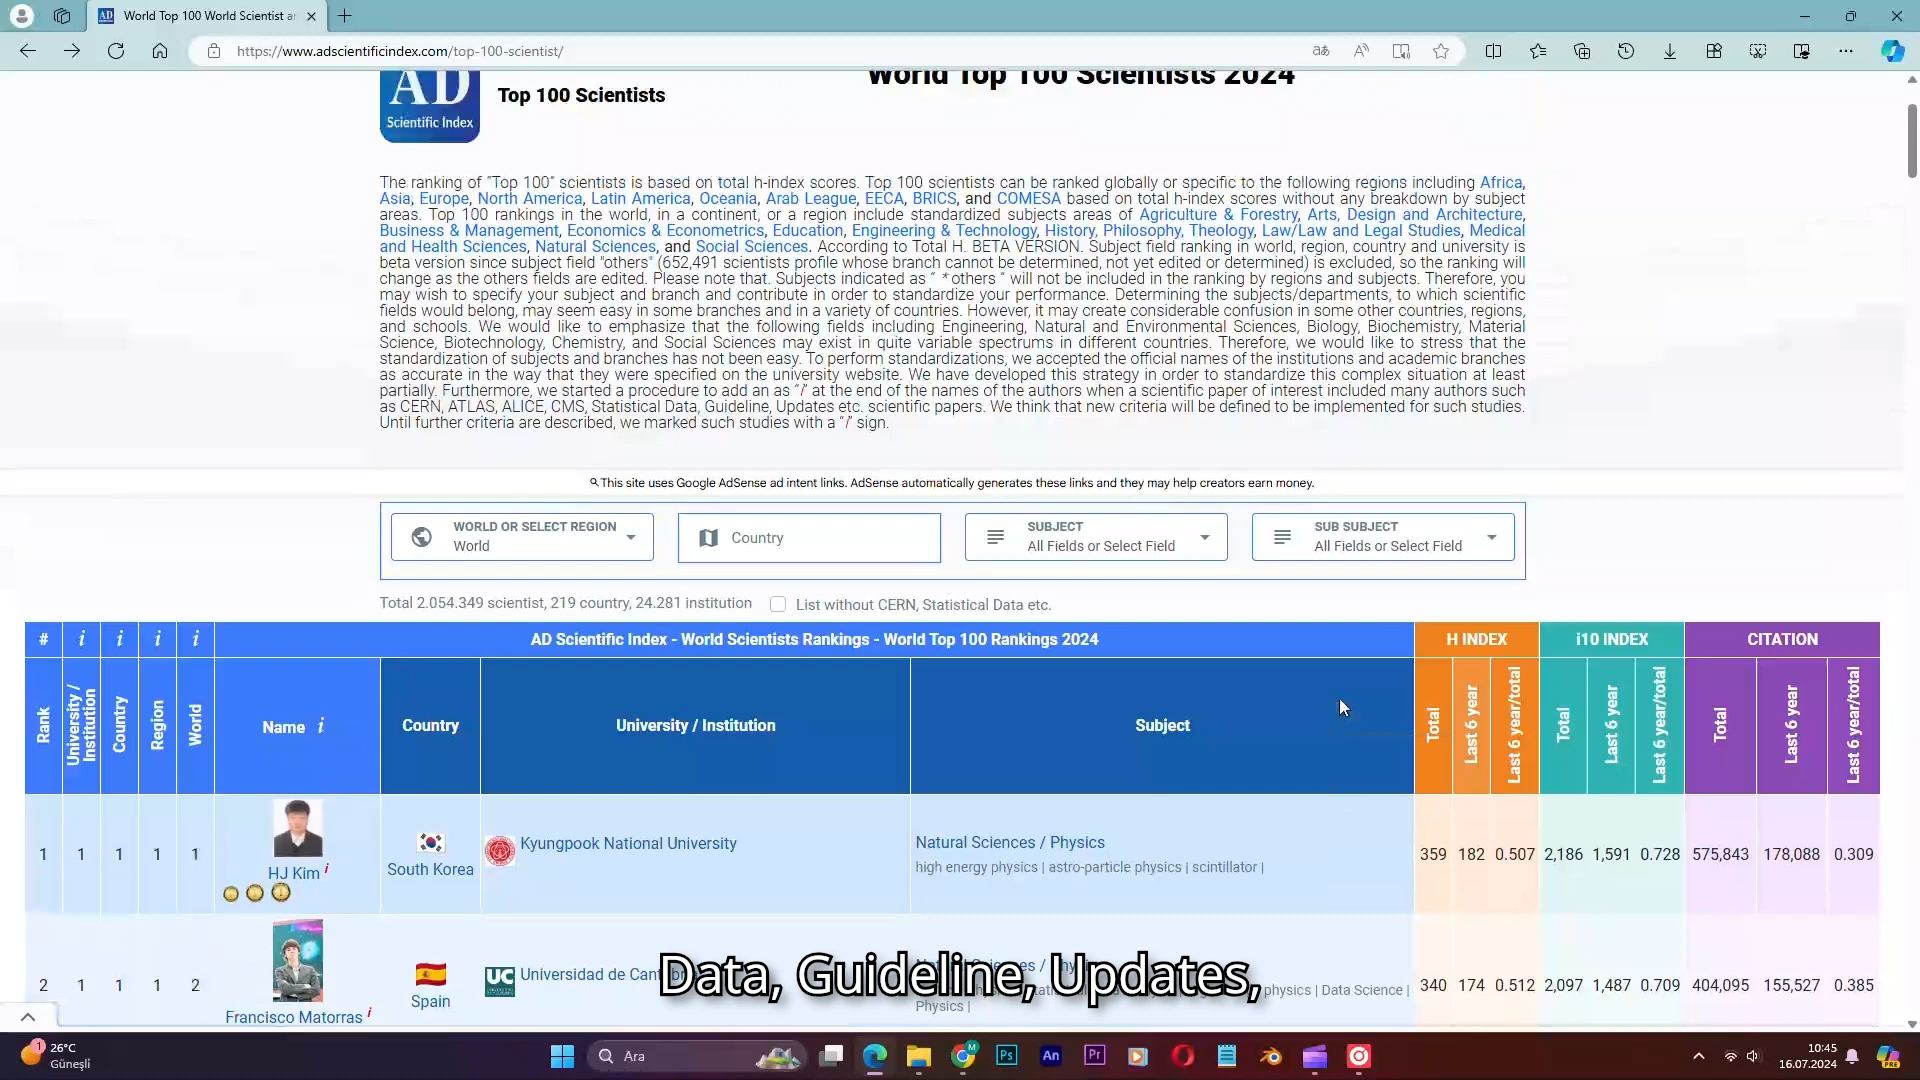 World Top 100 World Scientist ar
https://www.adscientificindex.com/top-100-scientist/
World Top 100 Scientists 2024
AD
Scientific Index
Top 100 Scientists
The ranking of "Top 100" scientists is based on total h-index scores. Top 100 scientists can be ranked globally or specific to the following regions including Africa,
Asia, Europe, North America, Latin America, Oceania, Arab League, EECA, BRICS, and COMESA based on total h-index scores without any breakdown by subject
areas. Top 100 rankings in the world, in a continent, or a region include standardized subjects areas of Agriculture & Forestry, Arts, Design and Architecture,
Business & Management, Economics & Econometrics, Education, Engineering & Technology, History, Philosophy, Theology, Law/Law and Legal Studies, Medical
and Health Sciences, Natural Sciences, and Social Sciences. According to Total H. BETA VERSION. Subject field ranking in world, region, country and university is
beta version since subject field "others" (652,491 scientists profile whose branch cannot be determined, not yet edited or determined) is excluded, so the ranking will
change as the others fields are edited. Please note that. Subjects indicated as " *others " will not be included in the ranking by regions and subjects. Therefore, you
may wish to specify your subject and branch and contribute in order to standardize your performance. Determining the subjects/departments, to which scientific
fields would belong, may seem easy in some branches and in a variety of countries. However, it may create considerable confusion in some other countries, regions,
and schools. We would like to emphasize that the following fields including Engineering, Natural and Environmental Sciences, Biology, Biochemistry, Material
Science, Biotechnology, Chemistry, and Social Sciences may exist in quite variable spectrums in different countries. Therefore, we would like to stress that the
standardization of subjects and branches has not been easy. To perform standardizations, we accepted the official names of the institutions and academic branches
as accurate in the way that they were specified on the university website. We have developed this strategy in order to standardize this complex situation at least
partially. Furthermore, we started a procedure to add an as "i" at the end of the names of the authors when a scientific paper of interest included many authors such
as CERN, ATLAS, ALICE, CMS, Statistical Data, Guideline, Updates etc. scientific papers. We think that new criteria will be defined to be implemented for such studies.
Until further criteria are described, we marked such studies with a "i" sign.
This site uses Google AdSense ad intent links. AdSense automatically generates these links and they may help creators earn money.
WORLD OR SELECT REGION
World
Country
SUBJECT
All Fields or Select Field
SUB SUBJECT
All Fields or Select Field
Total 2.054.349 scientist, 219 country, 24.281 institution
List without CERN, Statistical Data etc.
# i i i i AD Scientific Index - World Scientists Rankings - World Top 100 Rankings 2024 H INDEX i10 INDEX CITATION
Rank University / Institution Country Region World Name i Country University / Institution Subject Total Last 6 year Last 6 year/total Total Last 6 year Last 6 year/total Total Last 6 year Last 6 year/total
1 1 1 1 1 HJ Kim i South Korea Kyungpook National University Natural Sciences / Physics 359 182 0.507 2,186 1,591 0.728 575,843 178,088 0.309
high energy physics | astro-particle physics | scintillator |
2 1 1 1 2 Francisco Matorras i Spain UC Universidad de 340 174 0.512 2,097 1,487 0.709 404,095 155,527 0.385
physics | Data Science |
Physics |
Data, Guideline, Updates,
1
26°C
Güneşli
Ara
M
Ps
An
Pr
10:45
16.07.2024
PRE